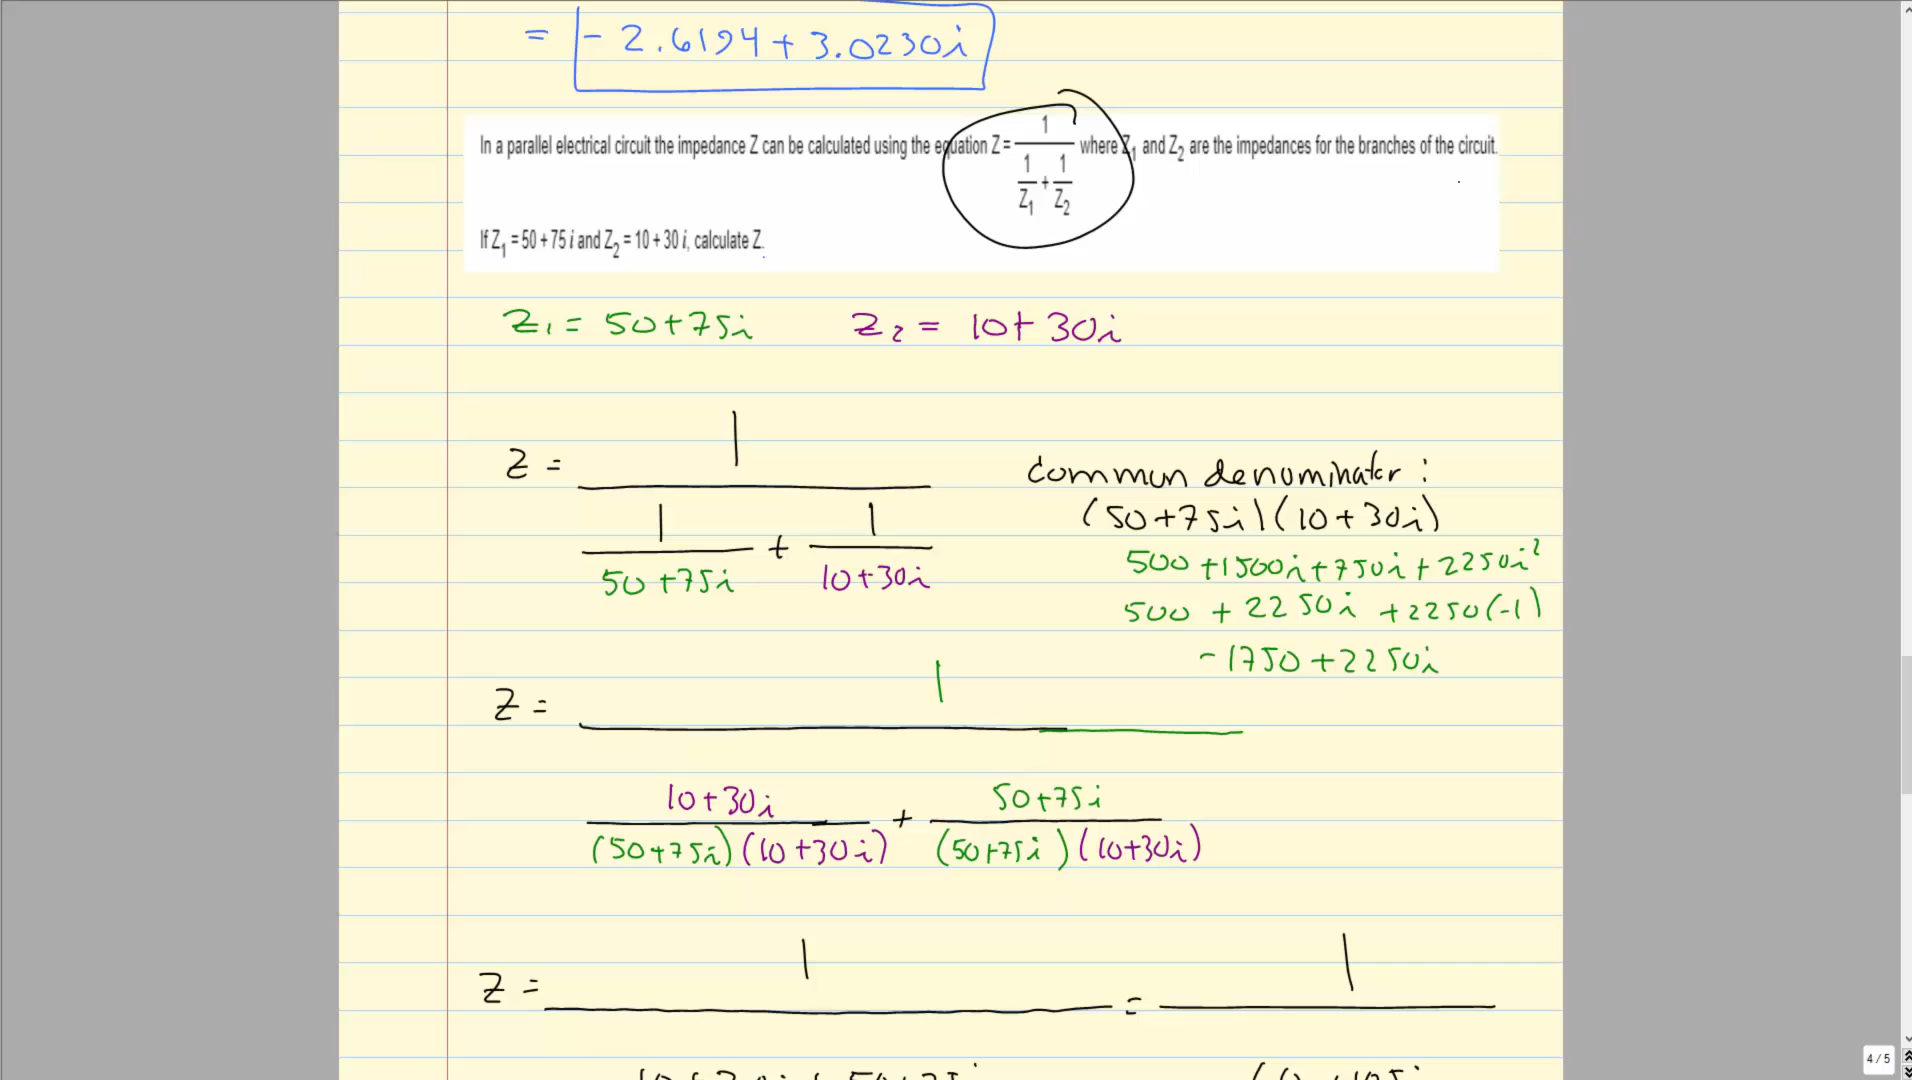 = - 2.6194 + 3.0230i
In a parallel electrical circuit the impedance Z can be calculated using the equation Z = 1 / (1/Z₁ + 1/Z₂) where Z₁ and Z₂ are the impedances for the branches of the circuit.
If Z₁ = 50 + 75 i and Z₂ = 10 + 30 i, calculate Z.
Z₁ = 50+75i Z₂ = 10+30i
Z = 1
1 / (50+75i) + 1 / (10+30i)
common denominator:
(50+75i)(10+30i)
500 +1500i+750i+2250i²
500 + 2250i +2250(-1)
-1750+2250i
Z = 1
10+30i / (50+75i)(10+30i) + 50+75i / (50+75i)(10+30i)
Z = 1 = 1
10+30i+50+75i
4 / 5